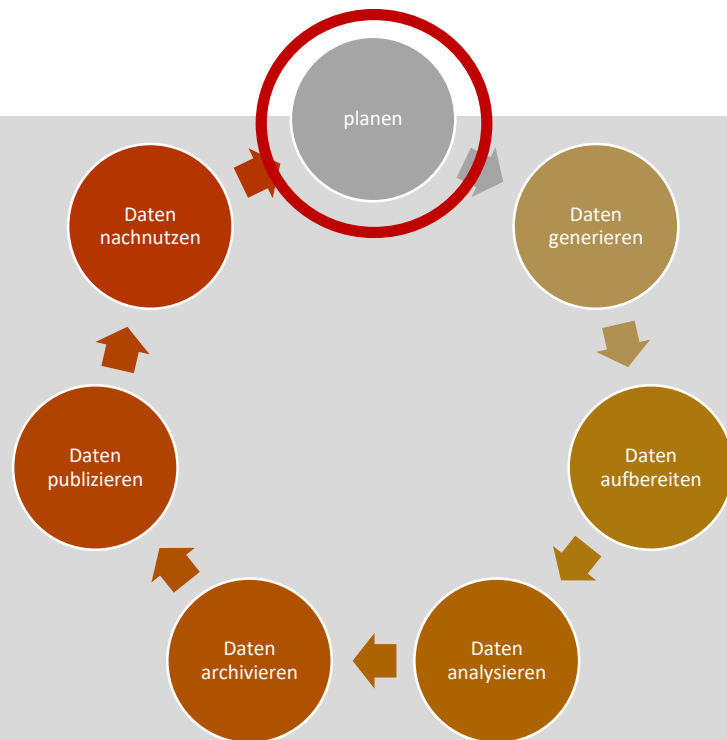 planen
Daten
generieren
Daten
aufbereiten
Daten
analysieren
Daten
archivieren
Daten
publizieren
Daten
nachnutzen